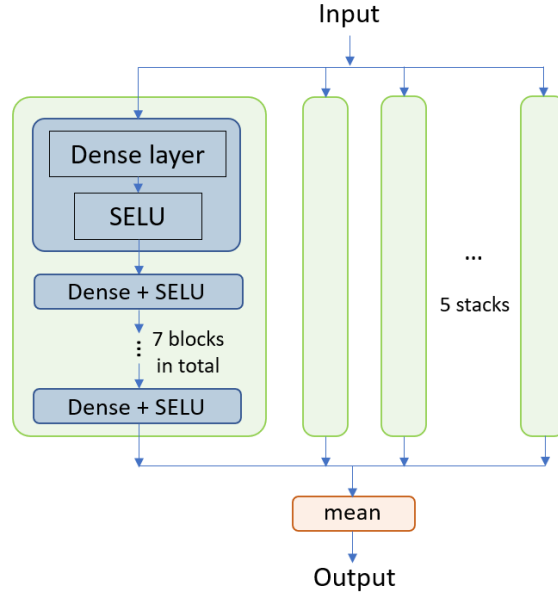 Input
Dense layer
SELU
Dense + SELU
⋮ 7 blocks
in total
Dense + SELU
...
5 stacks
mean
Output